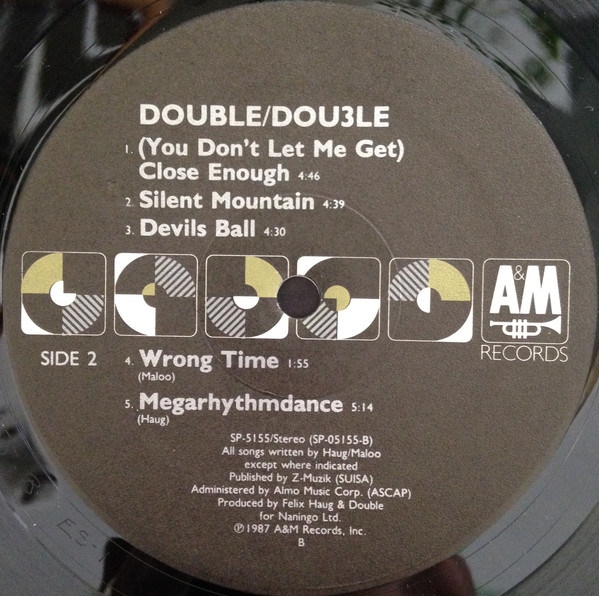 DOUBLE/DOU3LE
1. (You Don't Let Me Get)
Close Enough 4:46
2. Silent Mountain 4:39
3. Devils Ball 4:30
A&M
RECORDS
SIDE 2
4. Wrong Time 1:55
(Maloo)
5. Megarhythmdance 5:14
(Haug)
SP-5155/Stereo (SP-05155-B)
All songs written by Haug/Maloo
except where indicated
Published by Z-Muzik (SUISA)
Administered by Almo Music Corp. (ASCAP)
Produced by Felix Haug & Double
for Naningo Ltd.
℗1987 A&M Records, Inc.
B